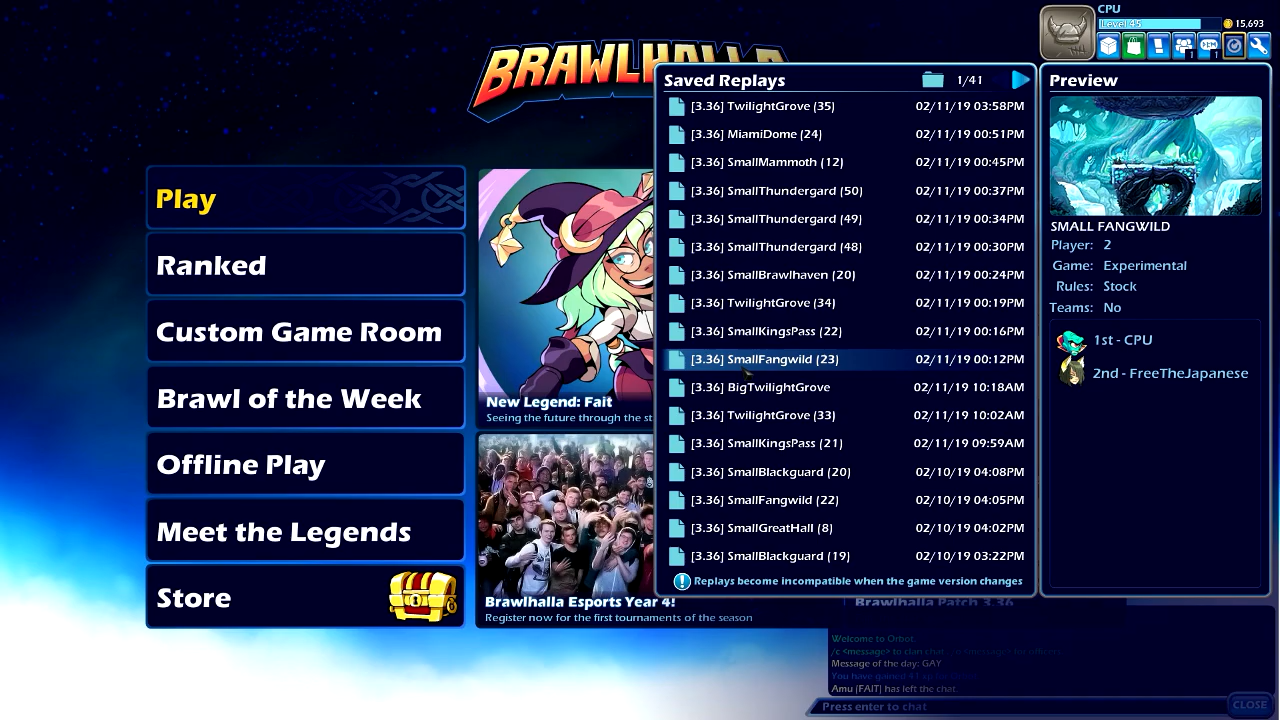 CPU
Level 45
15,693
BRAWLHALLA
Play
Ranked
Custom Game Room
Brawl of the Week
Offline Play
Meet the Legends
Store
New Legend: Fait
Seeing the future through the st
Brawlhalla Esports Year 4!
Register now for the first tournaments of the season
Saved Replays 1/41
[3.36] TwilightGrove (35) 02/11/19 03:58PM
[3.36] MiamiDome (24) 02/11/19 00:51PM
[3.36] SmallMammoth (12) 02/11/19 00:45PM
[3.36] SmallThundergard (50) 02/11/19 00:37PM
[3.36] SmallThundergard (49) 02/11/19 00:34PM
[3.36] SmallThundergard (48) 02/11/19 00:30PM
[3.36] SmallBrawlhaven (20) 02/11/19 00:24PM
[3.36] TwilightGrove (34) 02/11/19 00:19PM
[3.36] SmallKingsPass (22) 02/11/19 00:16PM
[3.36] SmallFangwild (23) 02/11/19 00:12PM
[3.36] BigTwilightGrove 02/11/19 10:18AM
[3.36] TwilightGrove (33) 02/11/19 10:02AM
[3.36] SmallKingsPass (21) 02/11/19 09:59AM
[3.36] SmallBlackguard (20) 02/10/19 04:08PM
[3.36] SmallFangwild (22) 02/10/19 04:05PM
[3.36] SmallGreatHall (8) 02/10/19 04:02PM
[3.36] SmallBlackguard (19) 02/10/19 03:22PM
Replays become incompatible when the game version changes
Preview
SMALL FANGWILD
Player: 2
Game: Experimental
Rules: Stock
Teams: No
1st - CPU
2nd - FreeTheJapanese
Brawlhalla Patch 3.36
Welcome to Orbot.
/c <message> to clan chat
Message of the day: GAY
You have gained 41 xp for
Amu [FAIT] has left the chat.
Press enter to chat
CLOSE